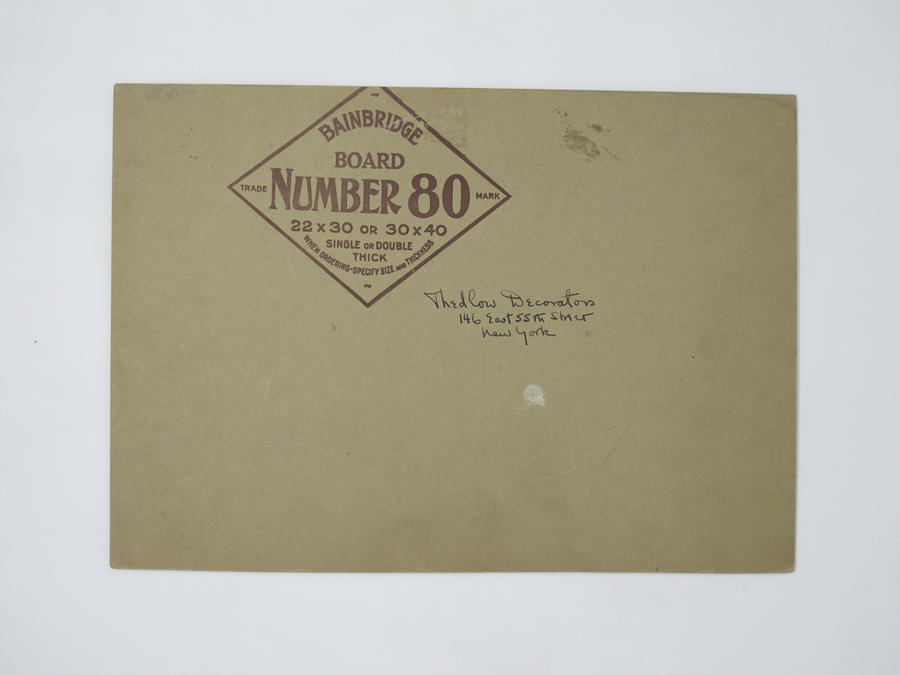 BAINBRIDGE
BOARD
TRADE NUMBER 80 MARK
22 x 30 OR 30 x 40
SINGLE OR DOUBLE
THICK
WHEN ORDERING-SPECIFY SIZE AND THICKNESS
Thedlow Decorators
146 East 55th Street
New York